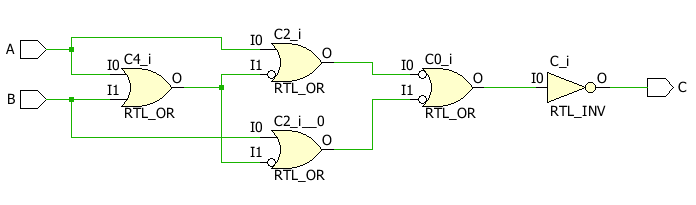 C2_i
A
I0
O
C4_i
I1
C0_i
C_i
I0
O
RTL_OR
I0
O
I0
O
C
B
I1
I1
RTL_OR
RTL_OR
RTL_INV
C2_i__0
I0
O
I1
RTL_OR